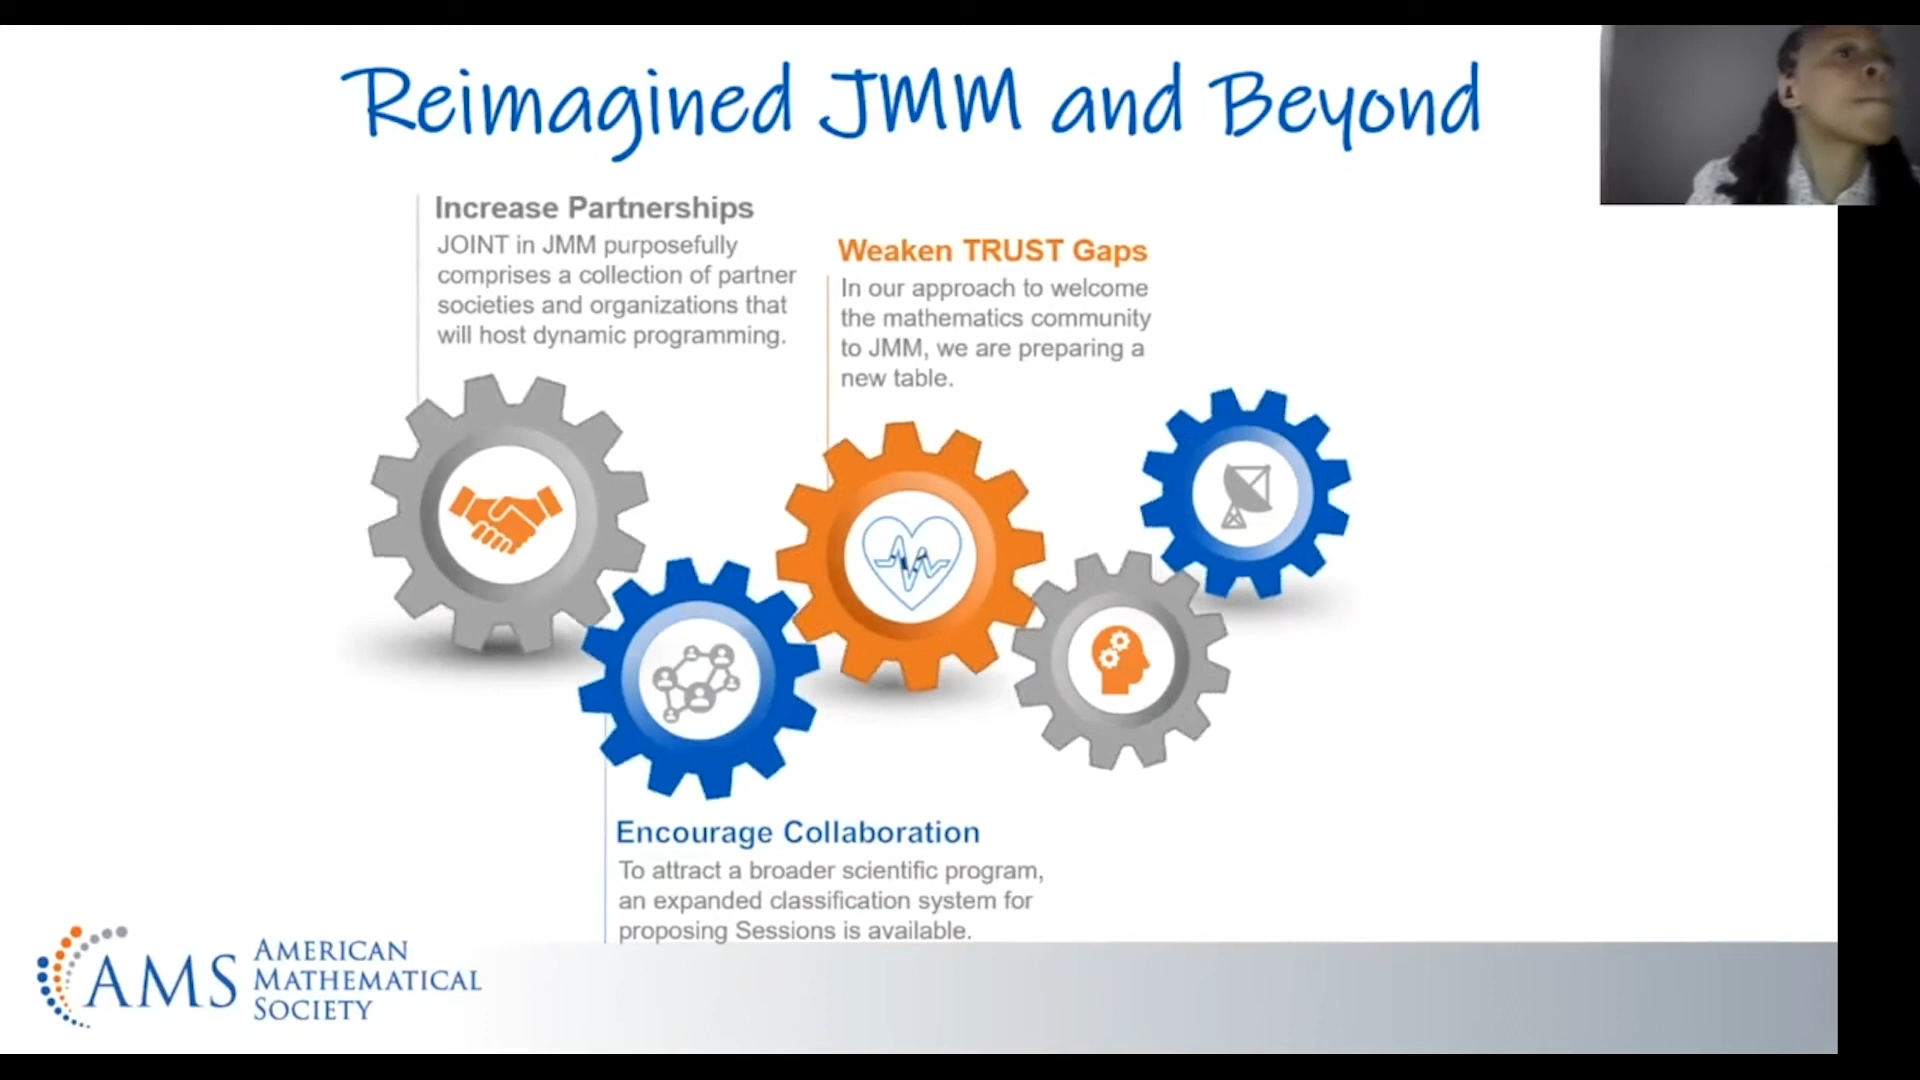 Reimagined JMM and Beyond
Increase Partnerships
JOINT in JMM purposefully
comprises a collection of partner
societies and organizations that
will host dynamic programming.
Weaken TRUST Gaps
In our approach to welcome
the mathematics community
to JMM, we are preparing a
new table.
Encourage Collaboration
To attract a broader scientific program,
an expanded classification system for
proposing Sessions is available.
AMS
AMERICAN
MATHEMATICAL
SOCIETY